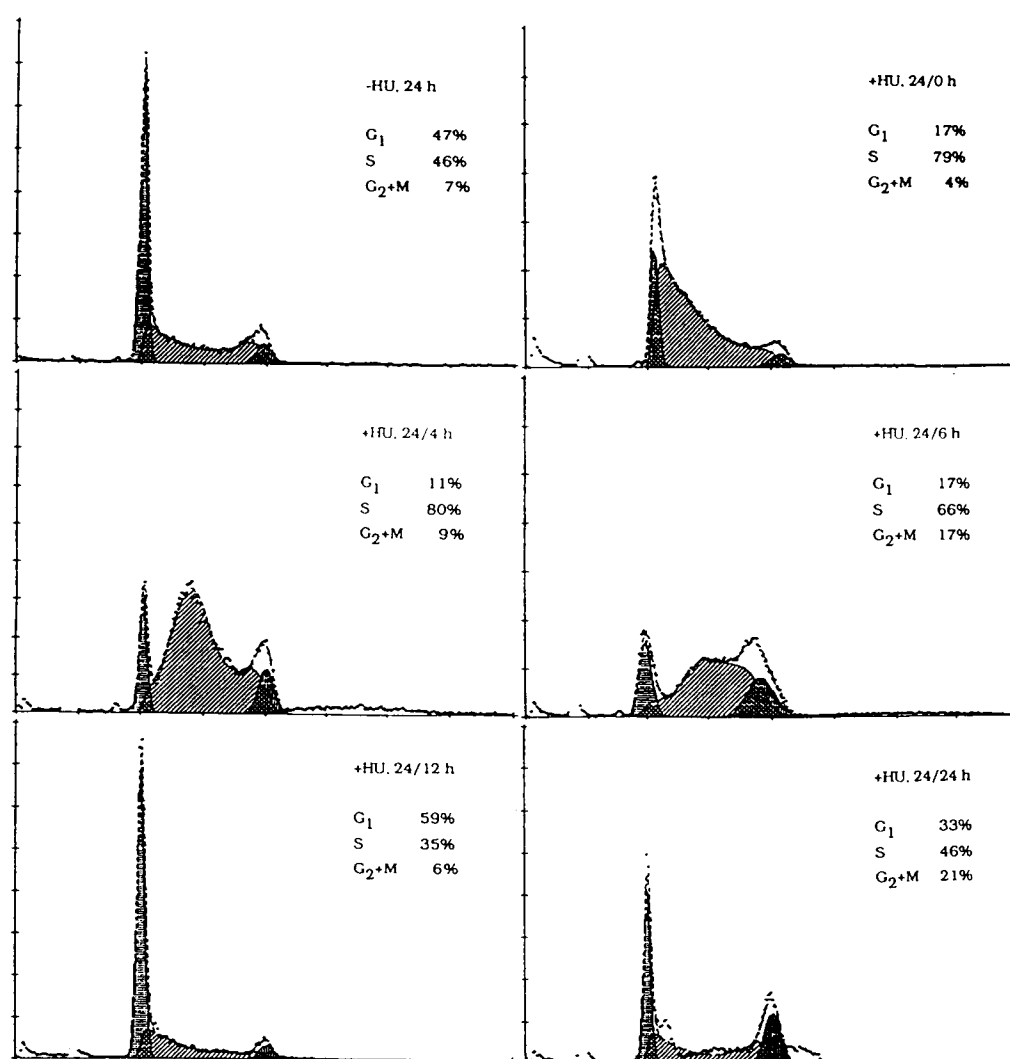 -HU, 24 h
G1 47%
S 46%
G2+M 7%
+HU, 24/0 h
G1 17%
S 79%
G2+M 4%
+HU, 24/4 h
G1 11%
S 80%
G2+M 9%
+HU, 24/6 h
G1 17%
S 66%
G2+M 17%
+HU, 24/12 h
G1 59%
S 35%
G2+M 6%
+HU, 24/24 h
G1 33%
S 46%
G2+M 21%